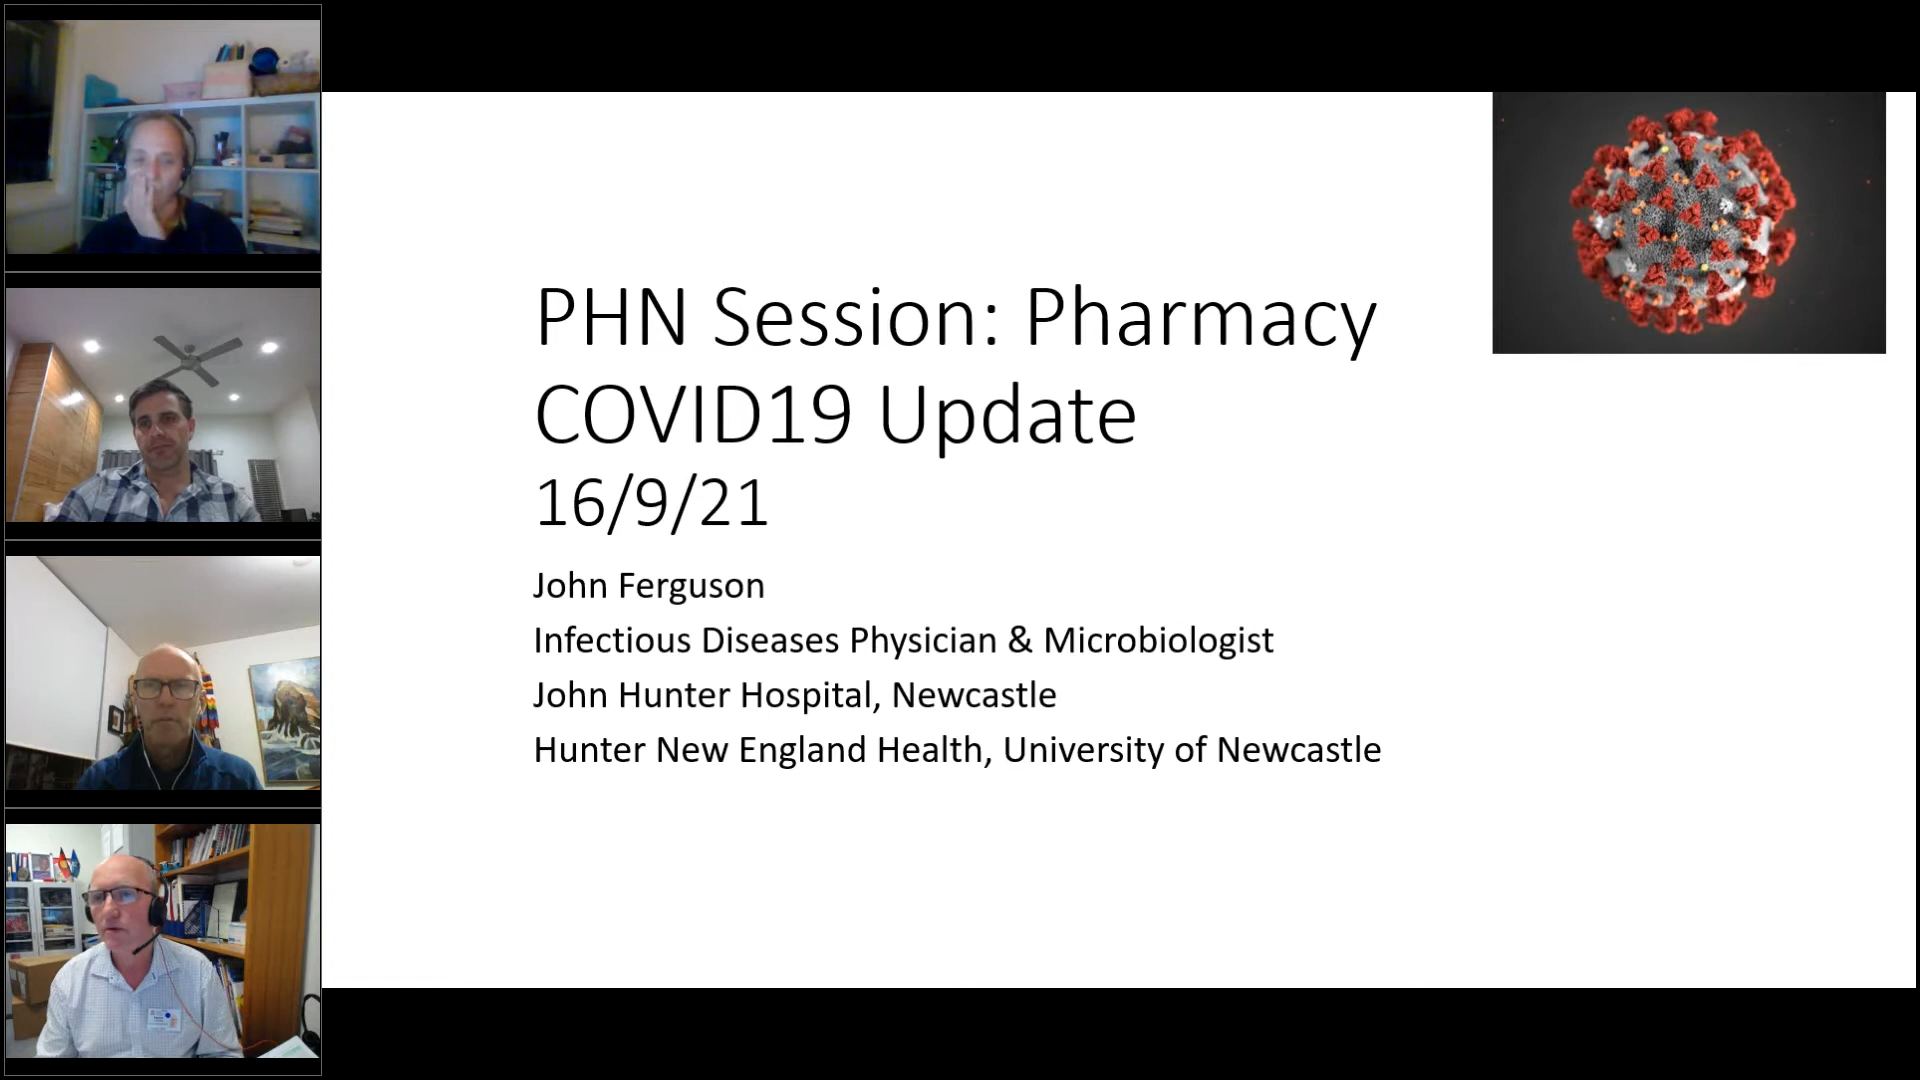 PHN Session: Pharmacy
COVID19 Update
16/9/21
John Ferguson
Infectious Diseases Physician & Microbiologist
John Hunter Hospital, Newcastle
Hunter New England Health, University of Newcastle